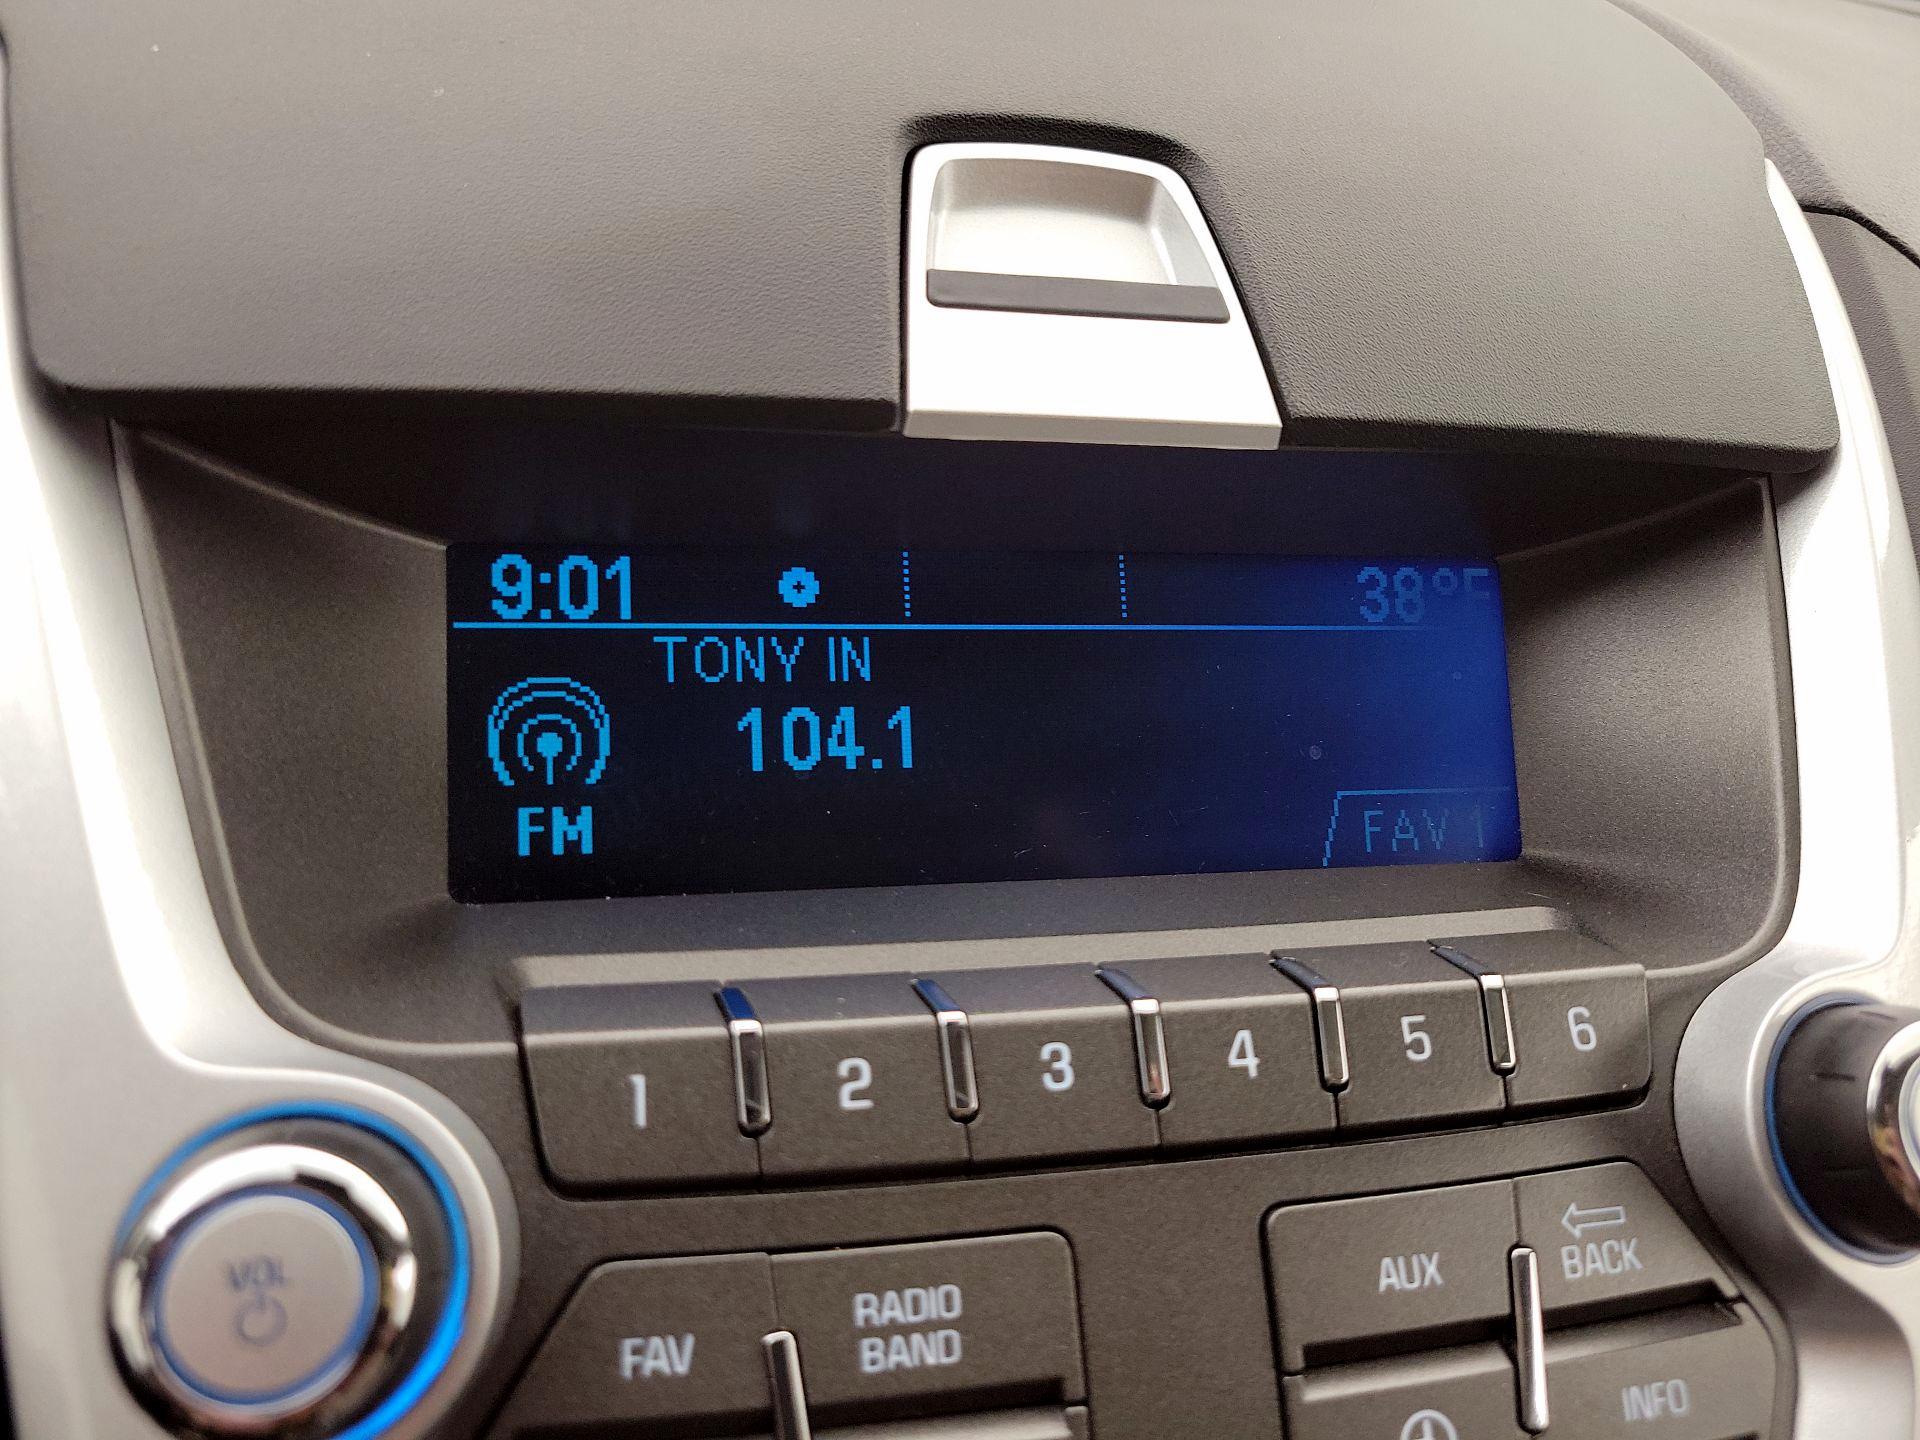 9:01 38°F
TONY IN
104.1
FM
FAV 1
1 2 3 4 5 6
VOL
FAV
RADIO
BAND
AUX
BACK
INFO